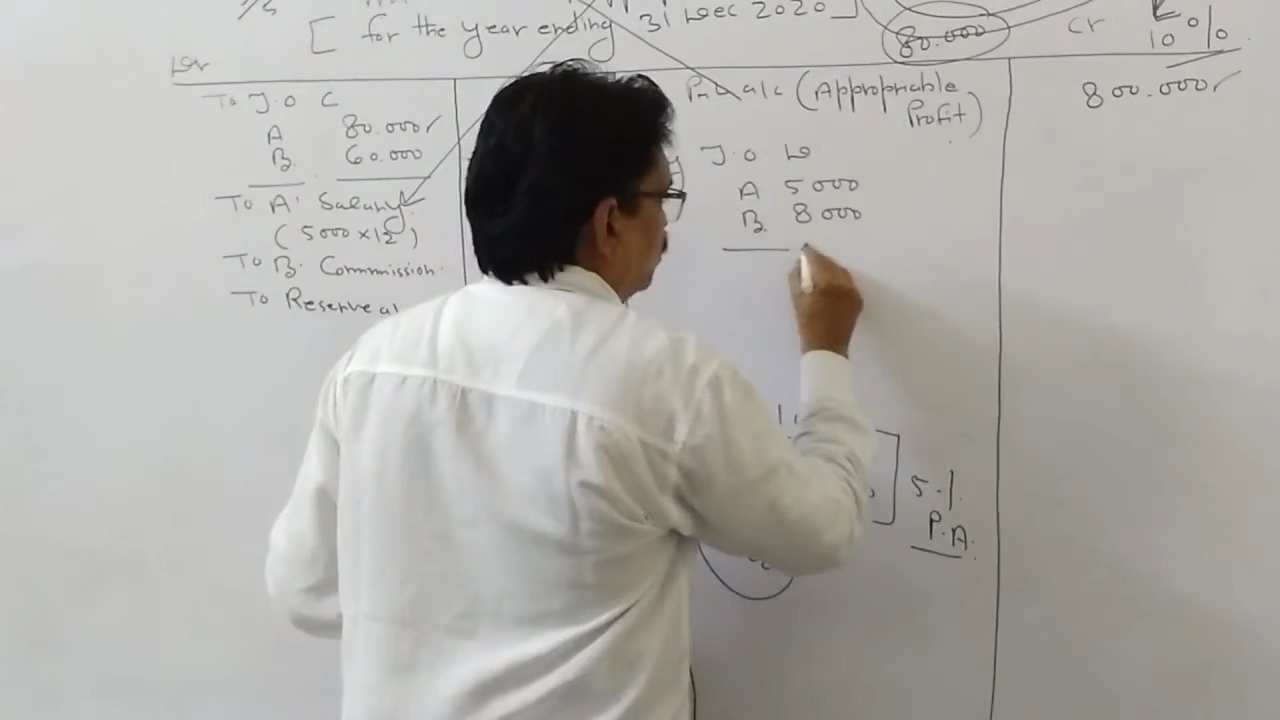 [ for the year ending 31 Dec 2020 ]
80.000
Cr
10 %
Dr
To I.O C
A 80.000
B. 60.000
To A' Salary
(5000 x 12)
To B. Commission.
To Reserve a
P a/c (Appropriable
Profit)
800.000
I.O D
A 5000
B. 8000
5 %
P.A.